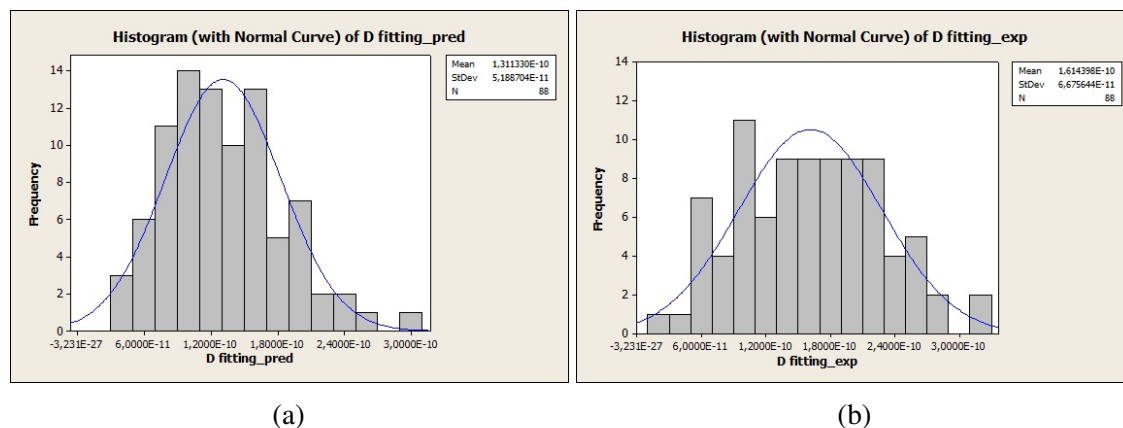 Histogram (with Normal Curve) of D fitting_pred
Mean 1,311330E-10
StDev 5,188704E-11
N 88
14
12
10
8
6
4
2
0
Frequency
-3,231E-27 6,0000E-11 1,2000E-10 1,8000E-10 2,4000E-10 3,0000E-10
D fitting_pred
(a)
Histogram (with Normal Curve) of D fitting_exp
Mean 1,614398E-10
StDev 6,675644E-11
N 88
14
12
10
8
6
4
2
0
Frequency
-3,231E-27 6,0000E-11 1,2000E-10 1,8000E-10 2,4000E-10 3,0000E-10
D fitting_exp
(b)